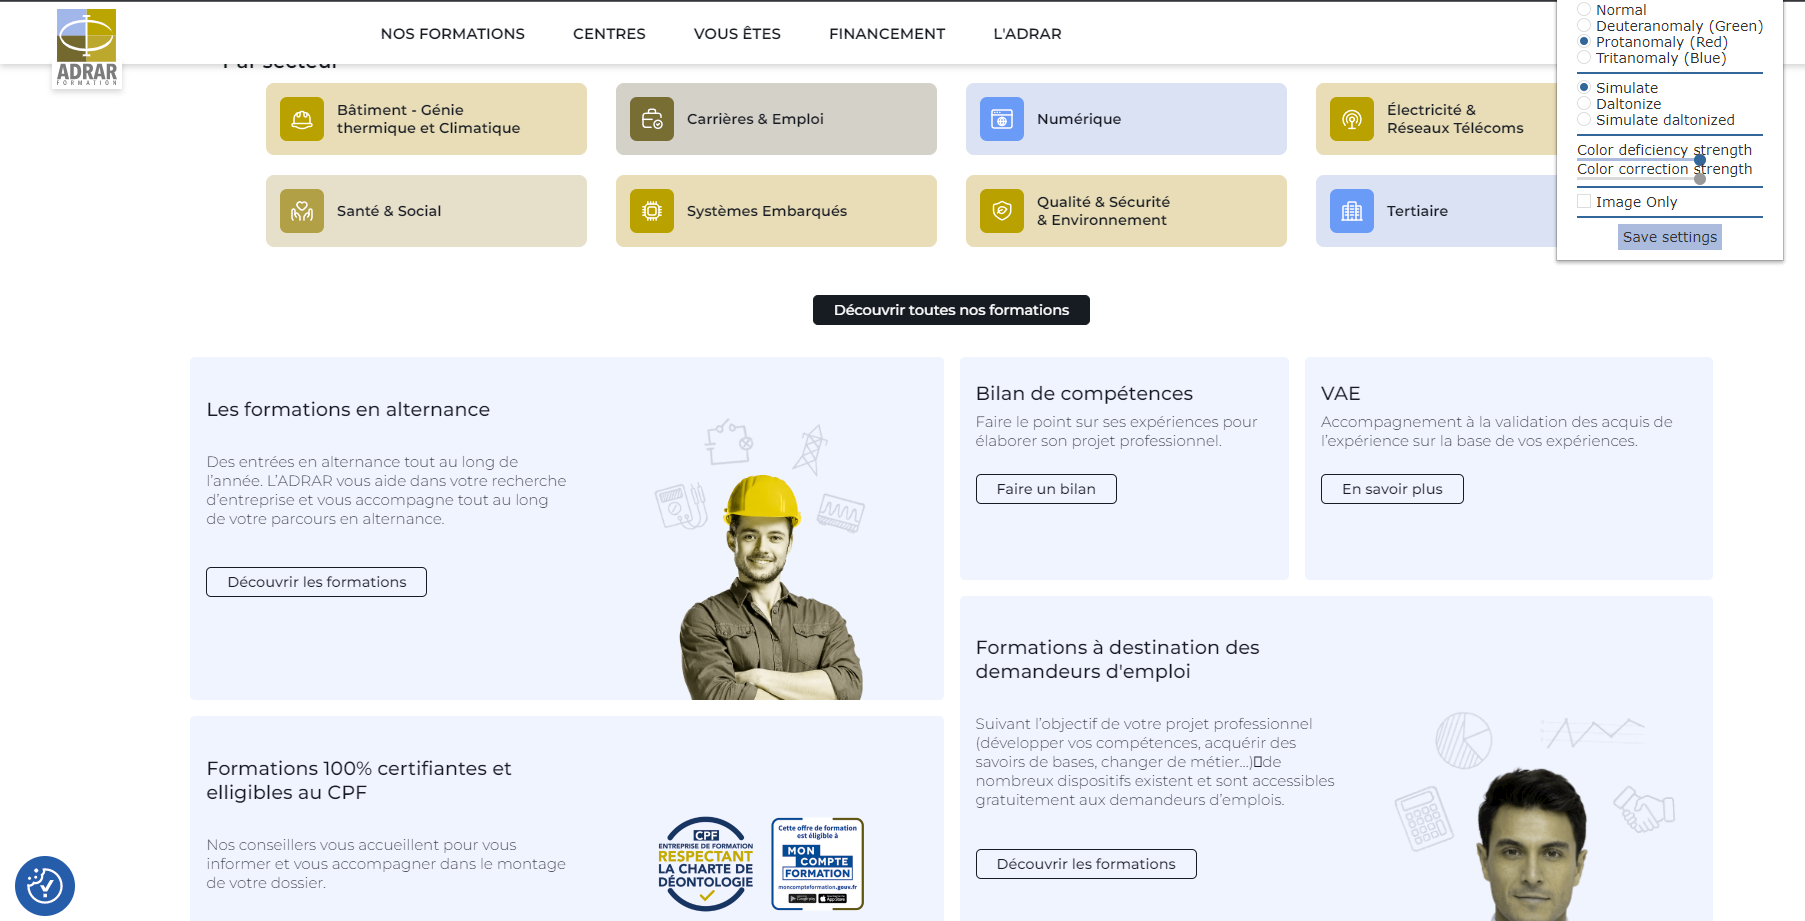 ADRAR
FORMATION
NOS FORMATIONS
CENTRES
VOUS ÊTES
FINANCEMENT
L'ADRAR
Par secteur
Bâtiment - Génie
thermique et Climatique
Carrières & Emploi
Numérique
Électricité &
Réseaux Télécoms
Santé & Social
Systèmes Embarqués
Qualité & Sécurité
& Environnement
Tertiaire
Normal
Deuteranomaly (Green)
Protanomaly (Red)
Tritanomaly (Blue)
Simulate
Daltonize
Simulate daltonized
Color deficiency strength
Color correction strength
Image Only
Save settings
Découvrir toutes nos formations
Les formations en alternance
Des entrées en alternance tout au long de
l’année. L’ADRAR vous aide dans votre recherche
d’entreprise et vous accompagne tout au long
de votre parcours en alternance.
Découvrir les formations
Bilan de compétences
Faire le point sur ses expériences pour
élaborer son projet professionnel.
Faire un bilan
VAE
Accompagnement à la validation des acquis de
l’expérience sur la base de vos expériences.
En savoir plus
Formations à destination des
demandeurs d'emploi
Suivant l’objectif de votre projet professionnel
(développer vos compétences, acquérir des
savoirs de bases, changer de métier...) de
nombreux dispositifs existent et sont accessibles
gratuitement aux demandeurs d’emplois.
Découvrir les formations
Formations 100% certifiantes et
elligibles au CPF
Nos conseillers vous accueillent pour vous
informer et vous accompagner dans le montage
de votre dossier.
CPF
ENTREPRISE DE FORMATION
RESPECTANT
LA CHARTE DE
DÉONTOLOGIE
Cette offre de formation
est éligible à
MON
COMPTE
FORMATION
moncompteformation.gouv.fr
Google play
App Store